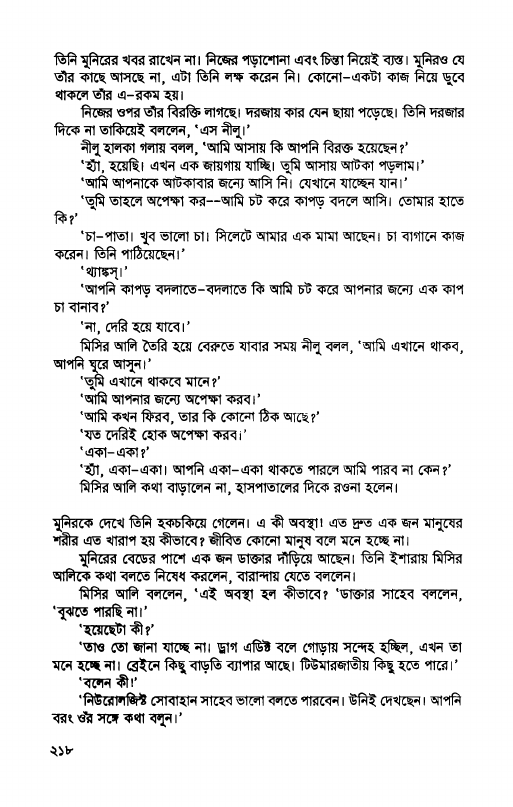 তিনি মুনিরের খবর রাখেন না। নিজের পড়াশোনা এবং চিন্তা নিয়েই ব্যস্ত। মুনিরও যে
তাঁর কাছে আসছে না, এটা তিনি লক্ষ করেন নি। কোনো-একটা কাজ নিয়ে ডুবে
থাকলে তাঁর এ-রকম হয়।
নিজের ওপর তাঁর বিরক্তি লাগছে। দরজায় কার যেন ছায়া পড়েছে। তিনি দরজার
দিকে না তাকিয়েই বললেন, ‘এস নীলু।’
নীলু হালকা গলায় বলল, ‘আমি আসায় কি আপনি বিরক্ত হয়েছেন?’
‘হ্যাঁ, হয়েছি। এখন এক জায়গায় যাচ্ছি। তুমি আসায় আটকা পড়লাম।’
‘আমি আপনাকে আটকাবার জন্যে আসি নি। যেখানে যাচ্ছেন যান।’
‘তুমি তাহলে অপেক্ষা কর--আমি চট করে কাপড় বদলে আসি। তোমার হাতে
কি?’
‘চা-পাতা। খুব ভালো চা। সিলেটে আমার এক মামা আছেন। চা বাগানে কাজ
করেন। তিনি পাঠিয়েছেন।’
‘থ্যাঙ্কস্।’
‘আপনি কাপড় বদলাতে-বদলাতে কি আমি চট করে আপনার জন্যে এক কাপ
চা বানাব?’
‘না, দেরি হয়ে যাবে।’
মিসির আলি তৈরি হয়ে বেরুতে যাবার সময় নীলু বলল, ‘আমি এখানে থাকব,
আপনি ঘুরে আসুন।’
‘তুমি এখানে থাকবে মানে?’
‘আমি আপনার জন্যে অপেক্ষা করব।’
‘আমি কখন ফিরব, তার কি কোনো ঠিক আছে?’
‘যত দেরিই হোক অপেক্ষা করব।’
‘একা-একা?’
‘হ্যাঁ, একা-একা। আপনি একা-একা থাকতে পারলে আমি পারব না কেন?’
মিসির আলি কথা বাড়ালেন না, হাসপাতালের দিকে রওনা হলেন।
মুনিরকে দেখে তিনি হকচকিয়ে গেলেন। এ কী অবস্থা! এত দ্রুত এক জন মানুষের
শরীর এত খারাপ হয় কীভাবে? জীবিত কোনো মানুষ বলে মনে হচ্ছে না।
মুনিরের বেডের পাশে এক জন ডাক্তার দাঁড়িয়ে আছেন। তিনি ইশারায় মিসির
আলিকে কথা বলতে নিষেধ করলেন, বারান্দায় যেতে বললেন।
মিসির আলি বললেন, ‘এই অবস্থা হল কীভাবে? ‘ডাক্তার সাহেব বললেন,
‘বুঝতে পারছি না।’
‘হয়েছেটা কী?’
‘তাও তো জানা যাচ্ছে না। ড্রাগ এডিক্ট বলে গোড়ায় সন্দেহ হচ্ছিল, এখন তা
মনে হচ্ছে না। ব্রেইনে কিছু বাড়তি ব্যাপার আছে। টিউমারজাতীয় কিছু হতে পারে।’
‘বলেন কী!’
‘নিউরোলজিস্ট সোবাহান সাহেব ভালো বলতে পারবেন। উনিই দেখছেন। আপনি
বরং ওঁর সঙ্গে কথা বলুন।’
২১৮